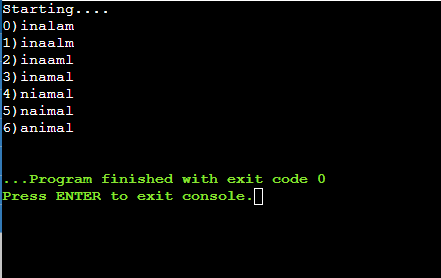 Starting....
0)inalam
1)inaalm
2)inaaml
3)inamal
4)niamal
5)naimal
6)animal
...Program finished with exit code 0
Press ENTER to exit console.